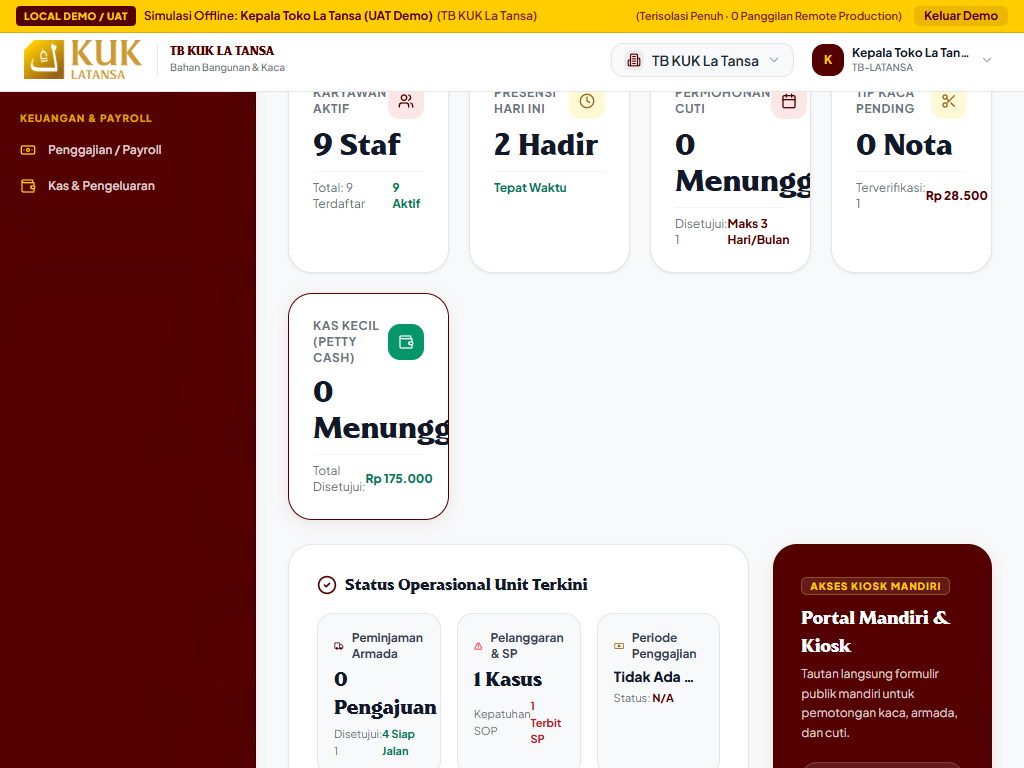 LOCAL DEMO / UAT Simulasi Offline: Kepala Toko La Tansa (UAT Demo) (TB KUK La Tansa) (Terisolasi Penuh · 0 Panggilan Remote Production) Keluar Demo
KUK
LATANSA
TB KUK LA TANSA
Bahan Bangunan & Kaca
TB KUK La Tansa
K
Kepala Toko La Tan...
TB-LATANSA
KEUANGAN & PAYROLL
Penggajian / Payroll
Kas & Pengeluaran
KARYAWAN
AKTIF
9 Staf
Total: 9
Terdaftar
9
Aktif
PRESENSI
HARI INI
2 Hadir
Tepat Waktu
PERMOHONAN
CUTI
0
Menungg
Disetujui:
1
Maks 3
Hari/Bulan
TIP KACA
PENDING
0 Nota
Terverifikasi:
1
Rp 28.500
KAS KECIL
(PETTY
CASH)
0
Menungg
Total
Disetujui:
Rp 175.000
Status Operasional Unit Terkini
Peminjaman
Armada
0
Pengajuan
Disetujui:
1
4 Siap
Jalan
Pelanggaran
& SP
1 Kasus
Kepatuhan
SOP
1
Terbit
SP
Periode
Penggajian
Tidak Ada ...
Status: N/A
AKSES KIOSK MANDIRI
Portal Mandiri &
Kiosk
Tautan langsung formulir
publik mandiri untuk
pemotongan kaca, armada,
dan cuti.